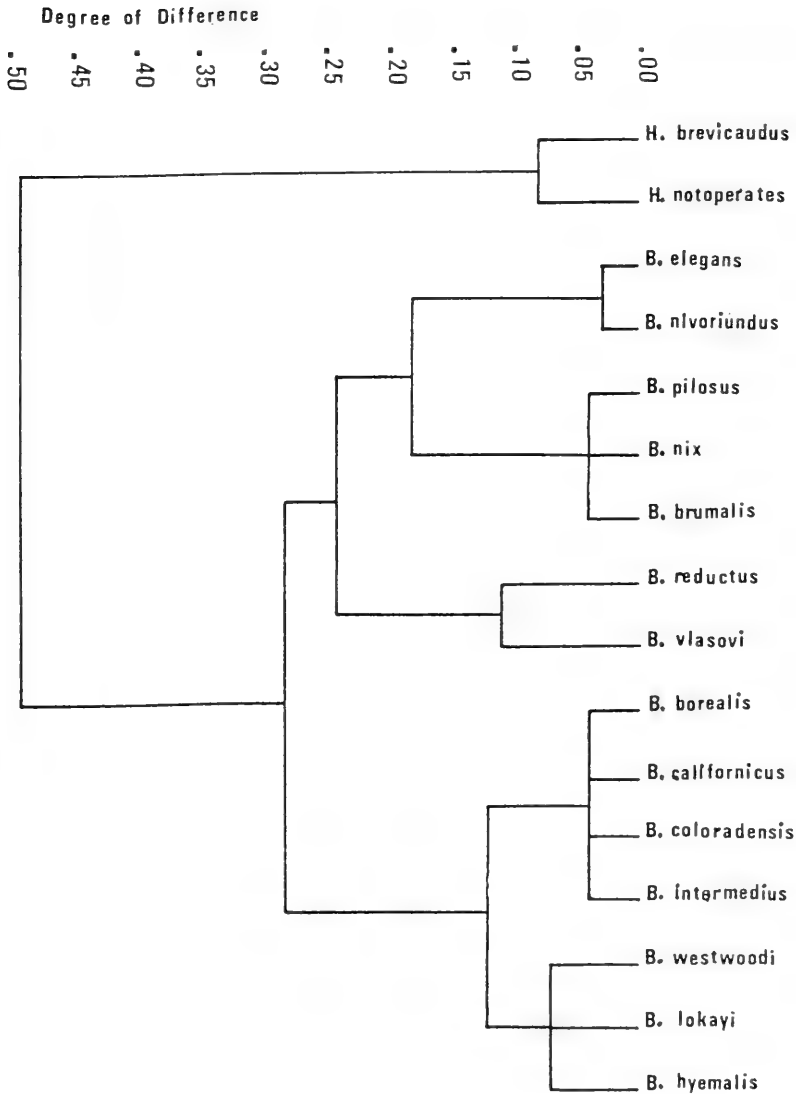 Degree of Difference
.50 .45 .40 .35 .30 .25 .20 .15 .10 .05 .00
H. brevicaudus
H. notoperates
B. elegans
B. nivoriundus
B. pilosus
B. nix
B. brumalis
B. reductus
B. vlasovi
B. borealis
B. californicus
B. coloradensis
B. intermedius
B. westwoodi
B. lokayi
B. hyemalis